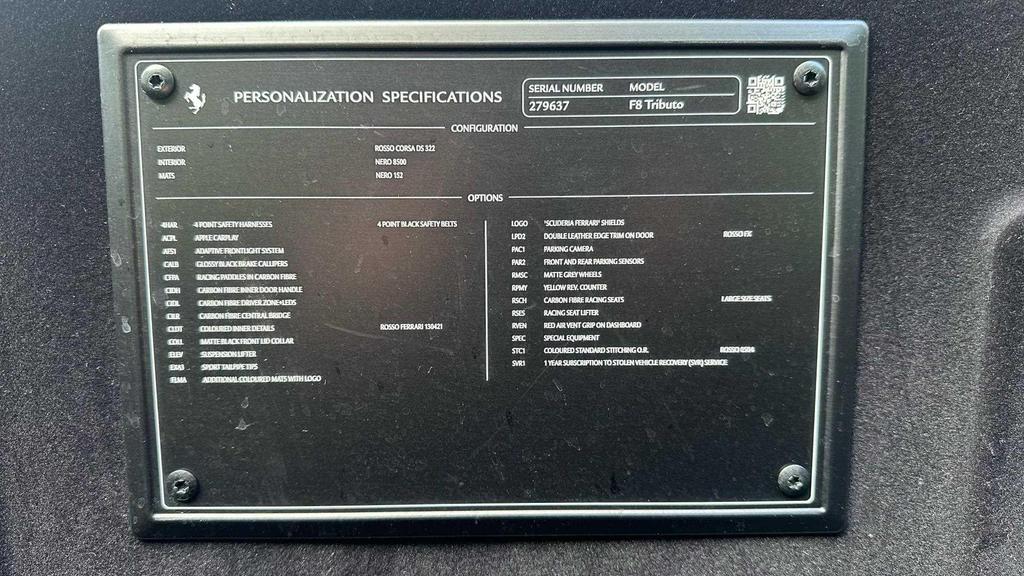 PERSONALIZATION SPECIFICATIONS
SERIAL NUMBER MODEL
279637 F8 Tributo
CONFIGURATION
EXTERIOR ROSSO CORSA DS 322
INTERIOR NERO 8500
MATS NERO 152
OPTIONS
4HAR 4 POINT SAFETY HARNESSES 4 POINT BLACK SAFETY BELTS
ACPL APPLE CARPLAY
AFS1 ADAPTIVE FRONTLIGHT SYSTEM
CALB GLOSSY BLACK BRAKE CALLIPERS
CFPA RACING PADDLES IN CARBON FIBRE
CIDH CARBON FIBRE INNER DOOR HANDLE
CARBON FIBRE DRIVER ZONE+LEDS
CILR CARBON FIBRE CENTRAL BRIDGE
CLDT COLOURED INNER DETAILS ROSSO FERRARI 130421
COLL MATTE BLACK FRONT LID COLLAR
ELEV SUSPENSION LIFTER
EXA3 SPORT TAILPIPE TIPS
FLMA ADDITIONAL COLOURED MATS WITH LOGO
LOGO "SCUDERIA FERRARI" SHIELDS
LPD2 DOUBLE LEATHER EDGE TRIM ON DOOR ROSSO FX
PAC1 PARKING CAMERA
PAR2 FRONT AND REAR PARKING SENSORS
RMSC MATTE GREY WHEELS
RPMY YELLOW REV. COUNTER
RSCH CARBON FIBRE RACING SEATS LARGE SIZE SEATS
RSES RACING SEAT LIFTER
RVEN RED AIR VENT GRIP ON DASHBOARD
SPEC SPECIAL EQUIPMENT
STC1 COLOURED STANDARD STITCHING O.R. ROSSO
SVR1 1 YEAR SUBSCRIPTION TO STOLEN VEHICLE RECOVERY (SVR) SERVICE